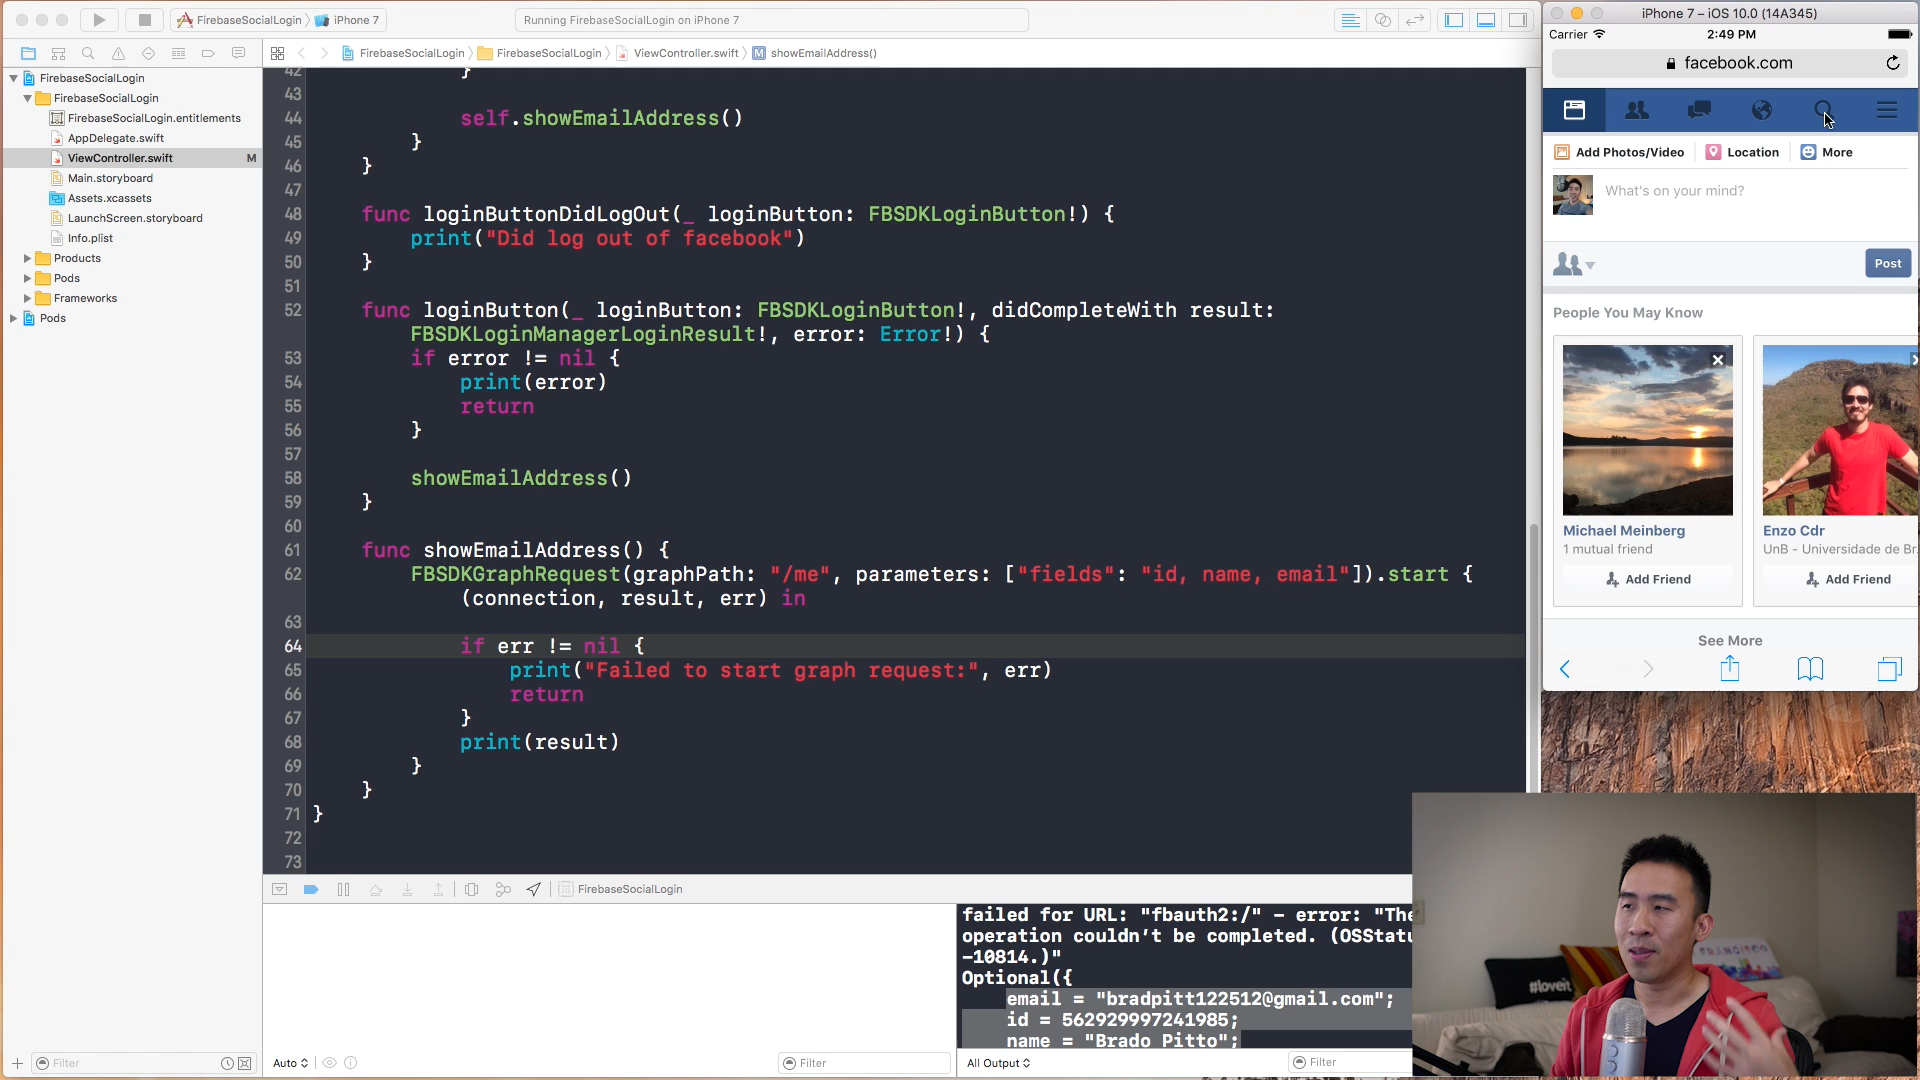 FirebaseSocialLogin
iPhone 7
Running FirebaseSocialLogin on iPhone 7
FirebaseSocialLogin
FirebaseSocialLogin
ViewController.swift
M
showEmailAddress()
FirebaseSocialLogin
FirebaseSocialLogin
FirebaseSocialLogin.entitlements
AppDelegate.swift
ViewController.swift
M
Main.storyboard
Assets.xcassets
LaunchScreen.storyboard
Info.plist
Products
Pods
Frameworks
Pods
42 }
43
44 self.showEmailAddress()
45 }
46 }
47
48 func loginButtonDidLogOut(_ loginButton: FBSDKLoginButton!) {
49 print("Did log out of facebook")
50 }
51
52 func loginButton(_ loginButton: FBSDKLoginButton!, didCompleteWith result:
FBSDKLoginManagerLoginResult!, error: Error!) {
53 if error != nil {
54 print(error)
55 return
56 }
57
58 showEmailAddress()
59 }
60
61 func showEmailAddress() {
62 FBSDKGraphRequest(graphPath: "/me", parameters: ["fields": "id, name, email"]).start {
(connection, result, err) in
63
64 if err != nil {
65 print("Failed to start graph request:", err)
66 return
67 }
68 print(result)
69 }
70 }
71 }
72
73
FirebaseSocialLogin
failed for URL: "fbauth2:/" - error: "The
operation couldn't be completed. (OSStatu
-10814.)"
Optional({
email = "bradpitt122512@gmail.com";
id = 562929997241985;
name = "Brado Pitto";
Filter
Auto
Filter
All Output
Filter
iPhone 7 – iOS 10.0 (14A345)
Carrier
2:49 PM
facebook.com
Add Photos/Video
Location
More
What's on your mind?
Post
People You May Know
Michael Meinberg
1 mutual friend
Add Friend
Enzo Cdr
UnB - Universidade de Br
Add Friend
See More
#loveit
FRANCISCO